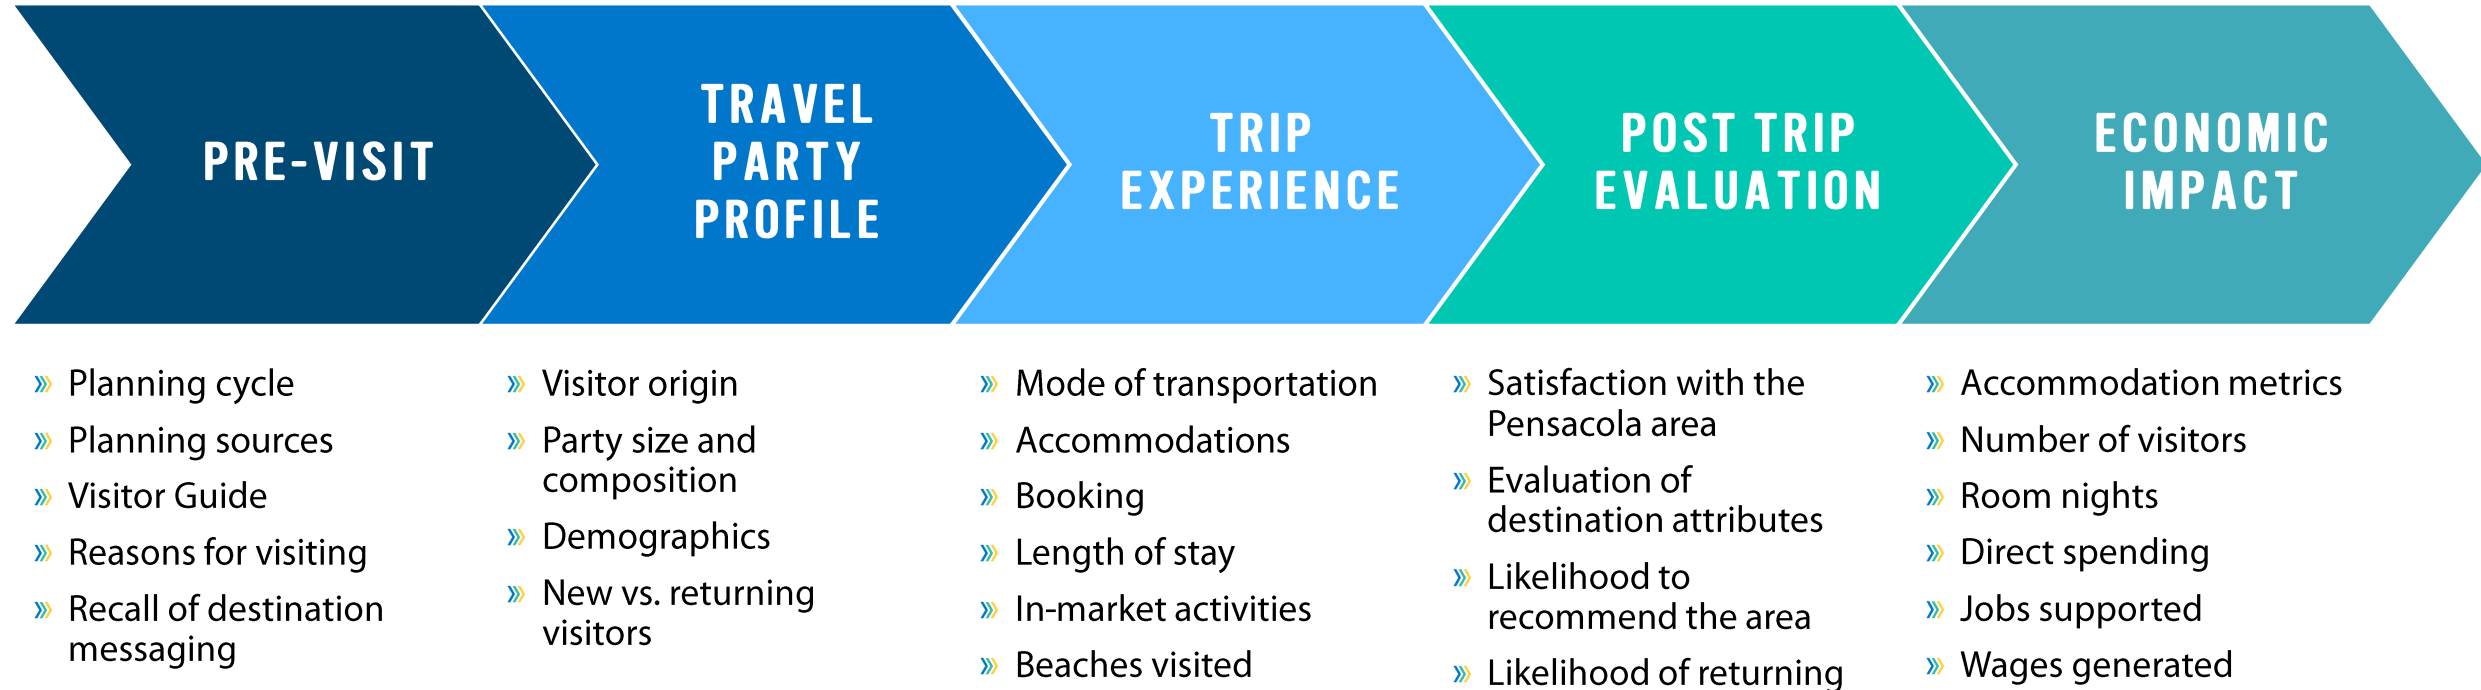 PRE-VISIT
TRAVEL
PARTY
PROFILE
TRIP
EXPERIENCE
POST TRIP
EVALUATION
ECONOMIC
IMPACT
Planning cycle
Planning sources
Visitor Guide
Reasons for visiting
Recall of destination
messaging
Visitor origin
Party size and
composition
Demographics
New vs. returning
visitors
Mode of transportation
Accommodations
Booking
Length of stay
In-market activities
Beaches visited
Satisfaction with the
Pensacola area
Evaluation of
destination attributes
Likelihood to
recommend the area
Likelihood of returning
Accommodation metrics
Number of visitors
Room nights
Direct spending
Jobs supported
Wages generated